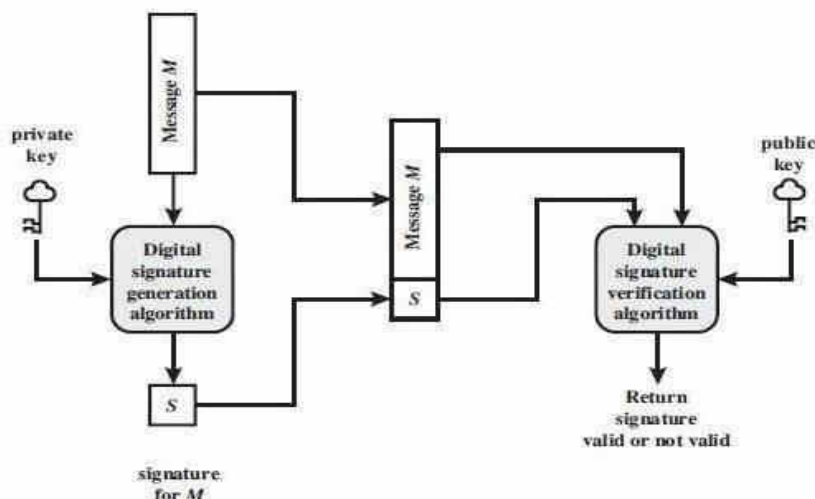 Message M
private
key
Digital
signature
generation
algorithm
S
signature
for M
Message M
S
public
key
Digital
signature
verification
algorithm
Return
signature
valid or not valid